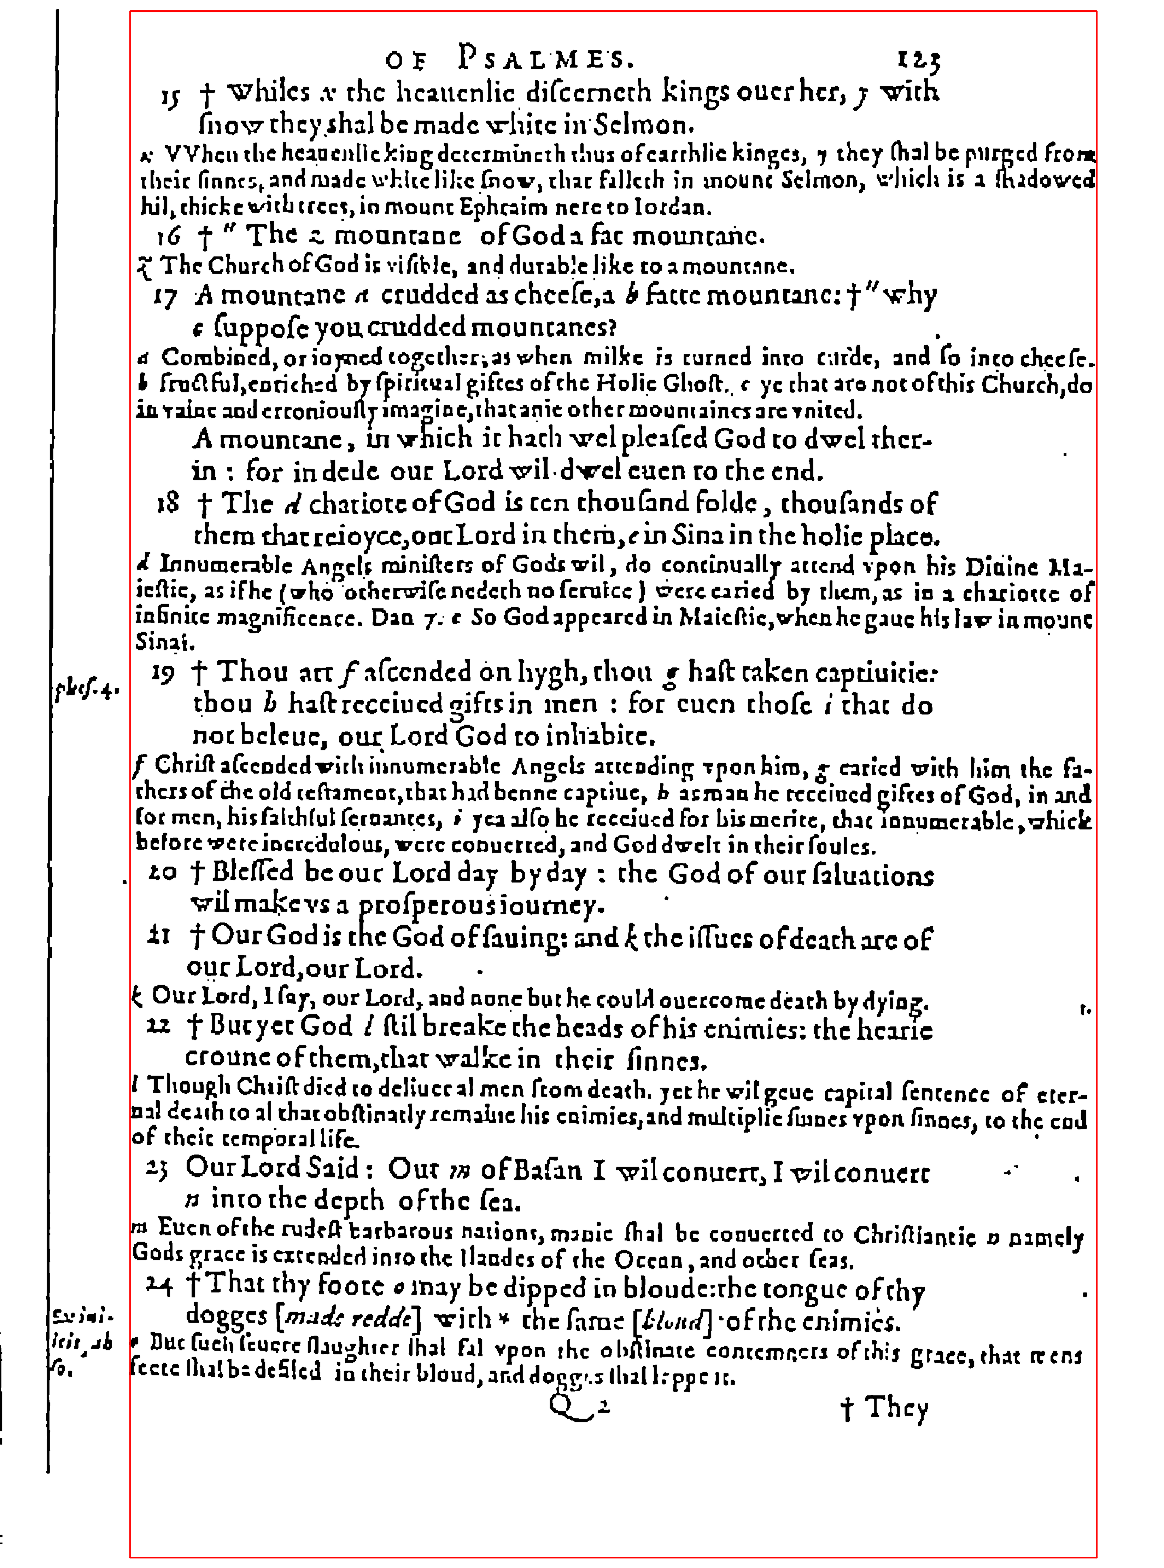 OF PSALMES. 123
15 † whiles x the heauenlie diſcerneth kings ouer her, y with
ſnow they ſhal be made white in Selmon.
x VVhen the heauenlie king determineth thus of earthlie kinges, y they ſhal be purged from
their ſinnes, and made white like ſnow, that falleth in mount Selmon, which is a ſhadowed
hil, thicke with trees, in mount Ephraim nere to Iordan.
16 † " The z mountane of God a fat mountane.
z The Church of God is viſible, and durable like to a mountane.
17 A mountane a crudded as cheeſe, a b fatte mountane: † " why
c ſuppoſe you crudded mountanes?
a Combined, or ioyned together, as when milke is turned into curde, and ſo into cheeſe.
b fruſtful, enriched by ſpiritual giftes of the Holie Ghoſt. c ye that are not of this Church, do
in vaine and erroniouſly imagine, that anie other mountaines are vnited.
A mountane, in which it hath wel pleaſed God to dwel ther-
in : for in dede our Lord wil dwel euen to the end.
18 † The d chariote of God is ten thouſand folde, thouſands of
them that reioyce, our Lord in them, e in Sina in the holie place.
d Innumerable Angels miniſters of Gods wil, do continually attend vpon his Diuine Ma-
ieſtie, as if he (who otherwiſe nedeth no ſeruice) were caried by them, as in a chariotte of
infinite magnificence. Dan 7. e So God appeared in Maieſtie, when he gaue his law in mount
Sinai.
19 † Thou art f aſcended on hygh, thou g haſt taken captiuitie:
pheſ. 4.
thou h haſt receiued gifts in men : for euen thoſe i that do
not beleue, our Lord God to inhabite.
f Chriſt aſcended with innumerable Angels attending vpon him, g caried with him the fa-
thers of the old teſtament, that had benne captiue, h as man he receiued giftes of God, in and
for men, his faithful ſeruantes, i yea alſo he receiued for his merite, that innumerable, which
before were incredulous, were conuerted, and God dwelt in their ſoules.
20 † Bleſſed be our Lord day by day : the God of our ſaluations
wil make vs a proſperous iourney.
21 † Our God is the God of ſauing: and k the iſſues of death are of
our Lord, our Lord.
k Our Lord, I ſay, our Lord, and none but he could ouercome death by dying.
22 † But yet God l ſtil breake the heads of his enimies: the hearie
croune of them, that walke in their ſinnes.
l Though Chriſt died to deliuer al men from death, yet he wil geue capital ſentence of eter-
nal death to al that obſtinatly remaine his enimies, and multiplie ſinnes vpon ſinnes, to the end
of their temporal life.
23 Our Lord Said : Out m of Baſan I wil conuert, I wil conuert
n into the depth of the ſea.
m Euen of the rudeſt barbarous nations, manie ſhal be conuerted to Chriſtianitie n namely
Gods grace is extended into the Ilandes of the Ocean, and other ſeas.
24 † That thy foote o may be dipped in bloude: the tongue of thy
dogges [made redde] with * the ſame [bloud] of the enimies.
Ex ini-
icis, ab
o But ſuch ſeuere ſlaughter ſhal fal vpon the obſtinate contemners of this grace, that mens
ſo.
feete ſhal be defiled in their bloud, and dogges ſhal lappe it.
Q 2 † They